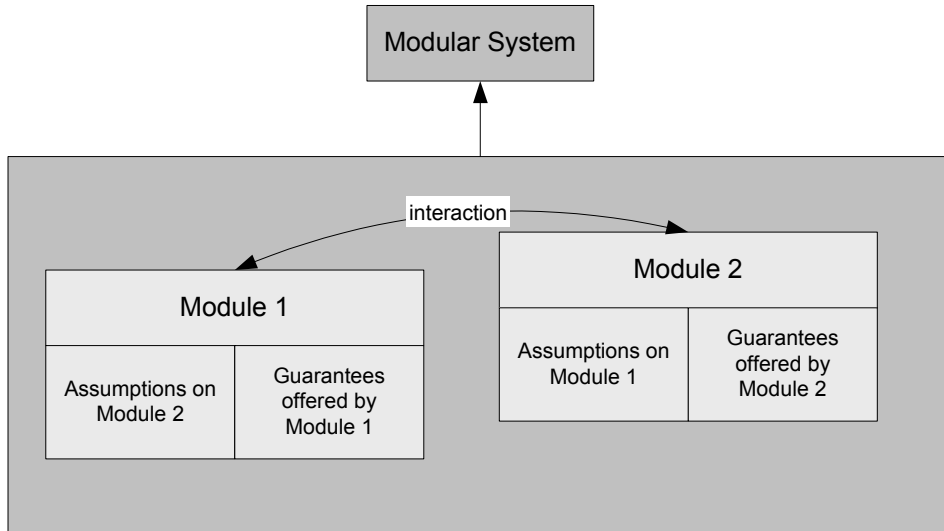 Modular System
interaction
Module 2
Module 1
Assumptions on
Module 1
Guarantees
offered by
Module 2
Assumptions on
Module 2
Guarantees
offered by
Module 1